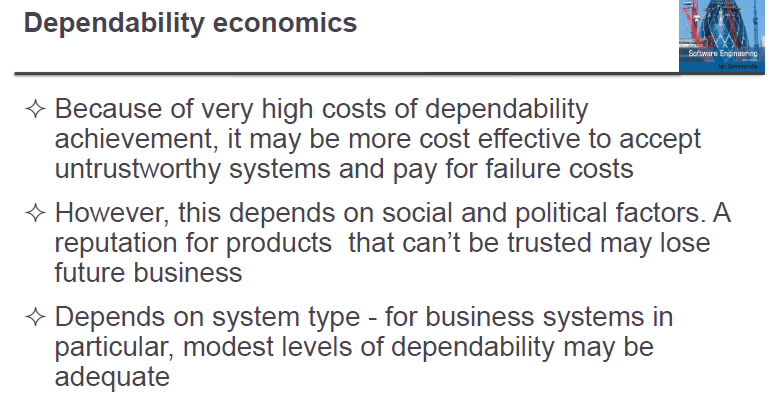 Dependability economics
Software Engineering
Ian Sommerville
✧ Because of very high costs of dependability
achievement, it may be more cost effective to accept
untrustworthy systems and pay for failure costs
✧ However, this depends on social and political factors. A
reputation for products  that can’t be trusted may lose
future business
✧ Depends on system type - for business systems in
particular, modest levels of dependability may be
adequate